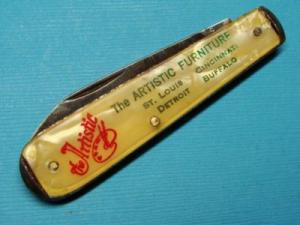 the Artistic
The ARTISTIC FURNITURE
ST. LOUIS CINCINNATI
DETROIT BUFFALO